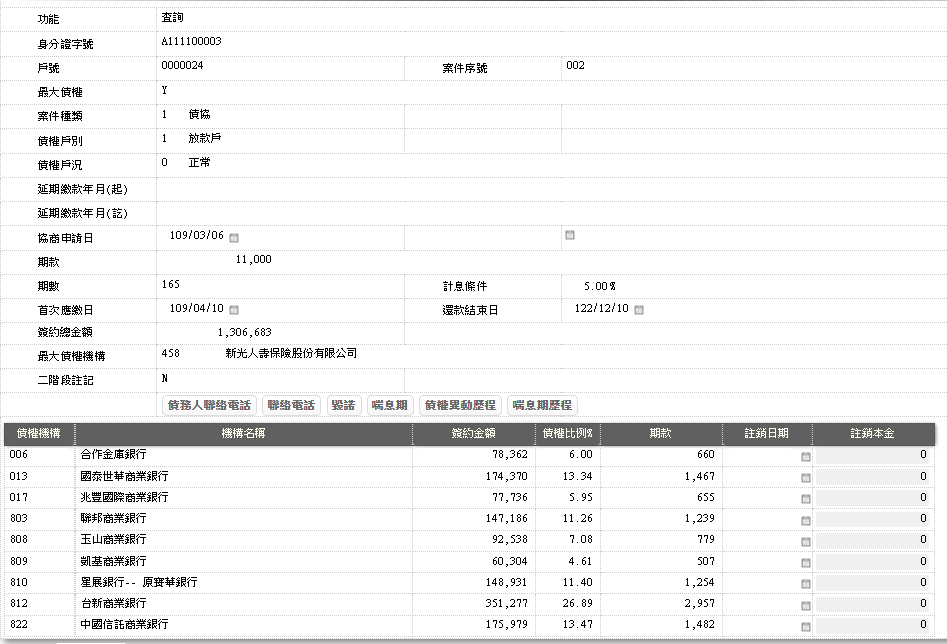 功能 查詢
身分證字號 A111100003
戶號 0000024 案件序號 002
最大債權 Y
案件種類 1 債協
債權戶別 1 放款戶
債權戶況 0 正常
延期繳款年月(起)
延期繳款年月(訖)
協商申請日 109/03/06
期款 11,000
期數 165 計息條件 5.00%
首次應繳日 109/04/10 還款結束日 122/12/10
簽約總金額 1,306,683
最大債權機構 458 新光人壽保險股份有限公司
二階段註記 N
債務人聯絡電話 聯絡電話 毀諾 喘息期 債權異動歷程 喘息期歷程
債權機構 機構名稱 簽約金額 債權比例% 期款 註銷日期 註銷本金
006 合作金庫銀行 78,362 6.00 660 0
013 國泰世華商業銀行 174,370 13.34 1,467 0
017 兆豐國際商業銀行 77,736 5.95 655 0
803 聯邦商業銀行 147,186 11.26 1,239 0
808 玉山商業銀行 92,538 7.08 779 0
809 凱基商業銀行 60,304 4.61 507 0
810 星展銀行-- 原寶華銀行 148,931 11.40 1,254 0
812 台新商業銀行 351,277 26.89 2,957 0
822 中國信託商業銀行 175,979 13.47 1,482 0